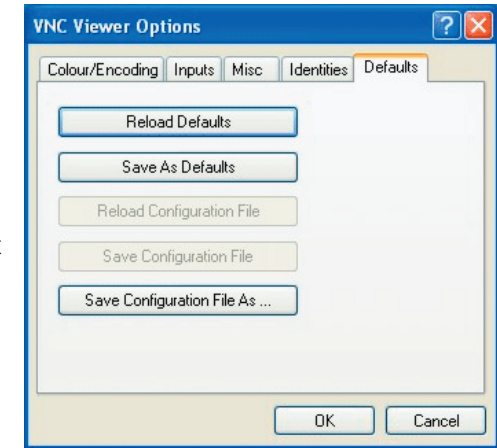 VNC Viewer Options
Colour/Encoding Inputs Misc Identities Defaults
Reload Defaults
Save As Defaults
Reload Configuration File
Save Configuration File
Save Configuration File As ...
OK Cancel